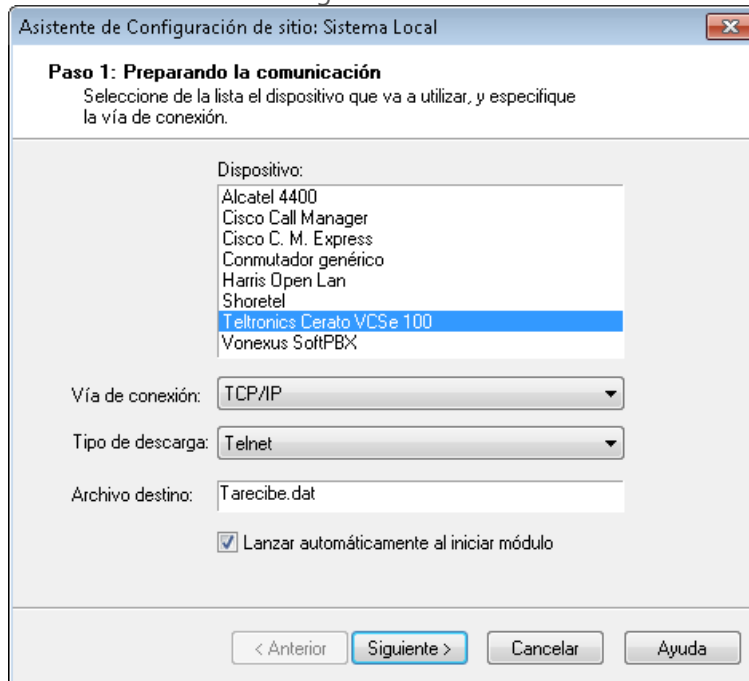 Asistente de Configuración de sitio: Sistema Local
Paso 1: Preparando la comunicación
Seleccione de la lista el dispositivo que va a utilizar, y especifique
la vía de conexión.
Dispositivo:
Alcatel 4400
Cisco Call Manager
Cisco C. M. Express
Conmutador genérico
Harris Open Lan
Shoretel
Teltronics Cerato VCSe 100
Vonexus SoftPBX
Vía de conexión: TCP/IP
Tipo de descarga: Telnet
Archivo destino: Tarecibe.dat
Lanzar automáticamente al iniciar módulo
< Anterior Siguiente > Cancelar Ayuda